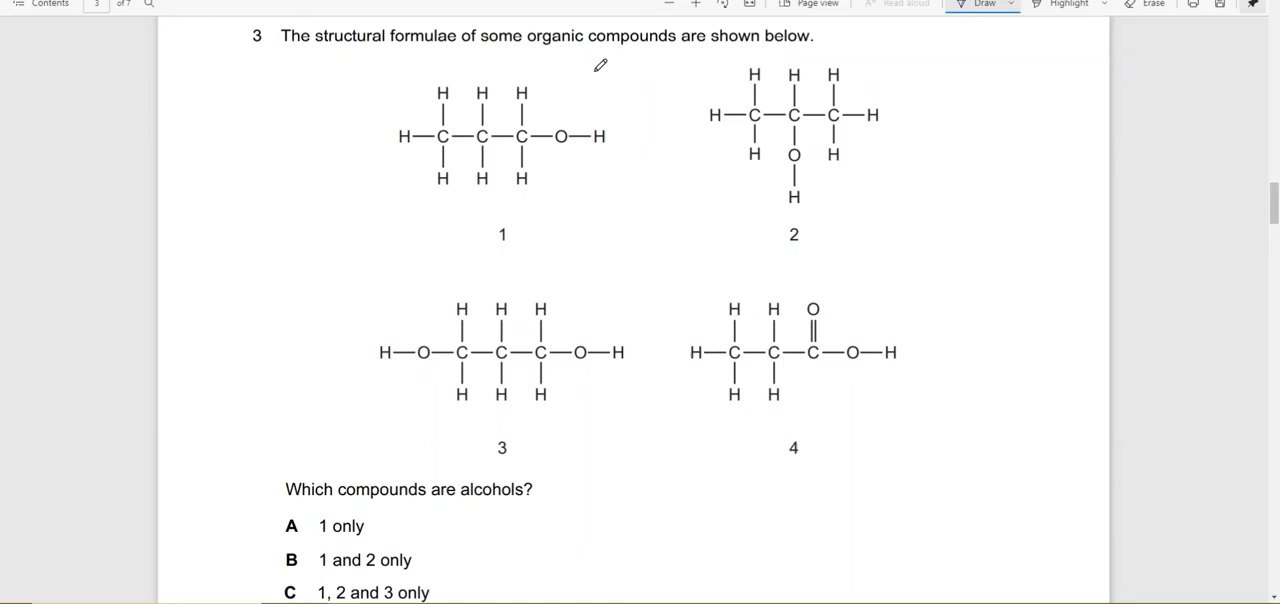 Contents 3 of 7 Page view Read aloud Draw Highlight Erase
3 The structural formulae of some organic compounds are shown below.
H H H
H—C—C—C—O—H
H H H
1
H H H
H—C—C—C—H
H O H
H
2
H H H
H—O—C—C—C—O—H
H H H
3
H H O
H—C—C—C—O—H
H H
4
Which compounds are alcohols?
A 1 only
B 1 and 2 only
C 1, 2 and 3 only